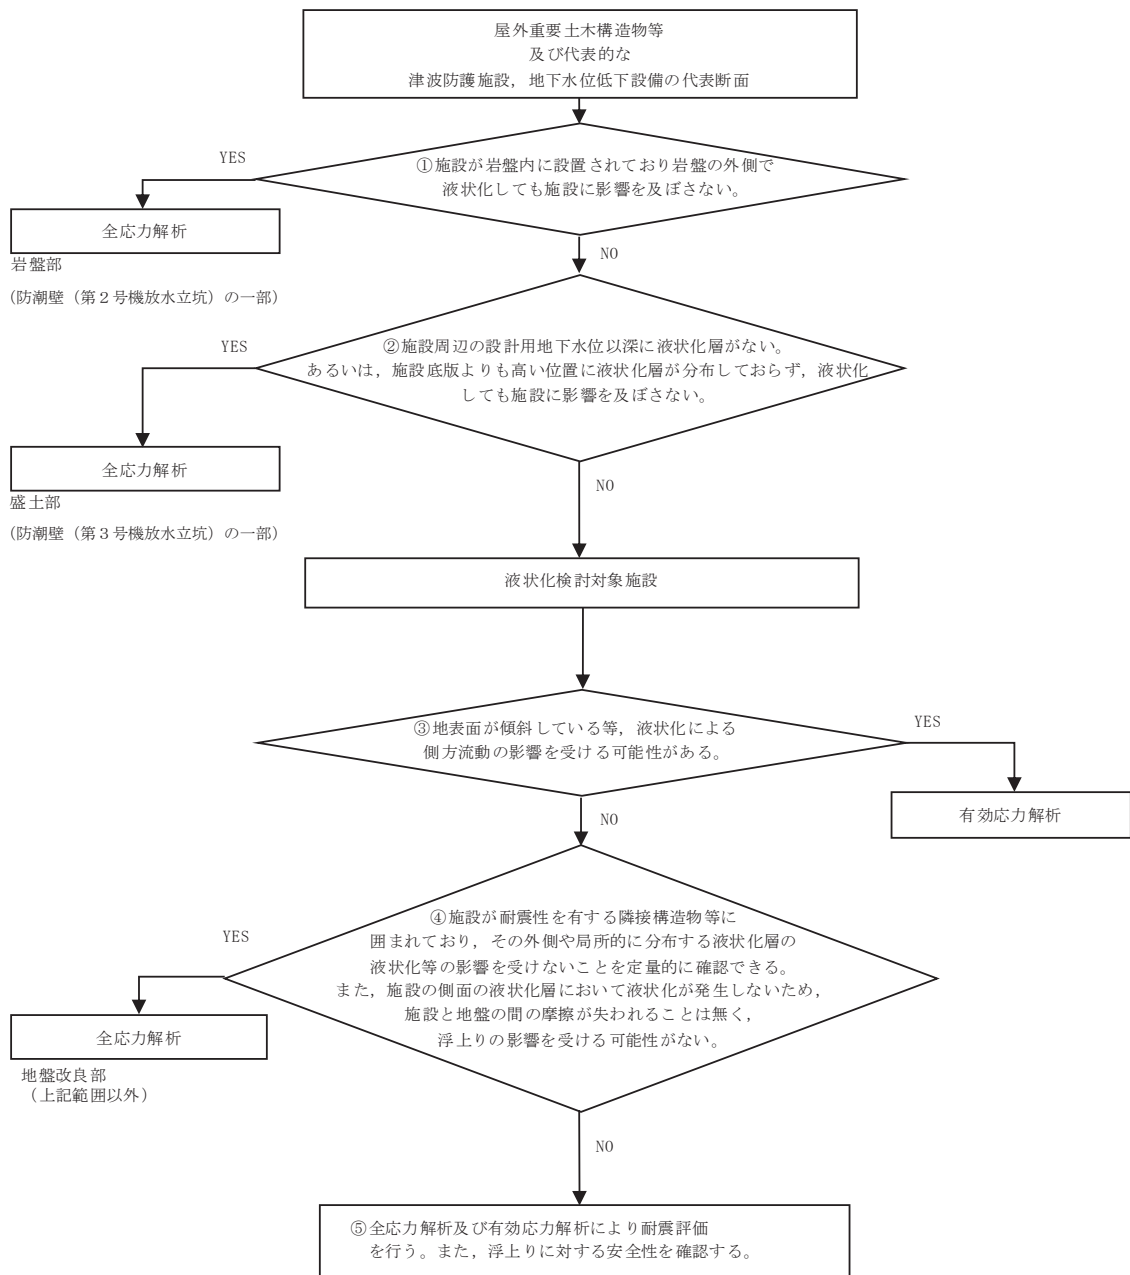 屋外重要土木構造物等
及び代表的な
津波防護施設，地下水位低下設備の代表断面
YES
①施設が岩盤内に設置されており岩盤の外側で
液状化しても施設に影響を及ぼさない。
全応力解析
岩盤部
(防潮壁（第２号機放水立坑）の一部)
NO
YES
②施設周辺の設計用地下水位以深に液状化層がない。
あるいは，施設底版よりも高い位置に液状化層が分布しておらず，液状化
しても施設に影響を及ぼさない。
全応力解析
盛土部
(防潮壁（第３号機放水立坑）の一部)
NO
液状化検討対象施設
③地表面が傾斜している等，液状化による
側方流動の影響を受ける可能性がある。
YES
有効応力解析
NO
YES
④施設が耐震性を有する隣接構造物等に
囲まれており，その外側や局所的に分布する液状化層の
液状化等の影響を受けないことを定量的に確認できる。
また，施設の側面の液状化層において液状化が発生しないため，
施設と地盤の間の摩擦が失われることは無く，
浮上りの影響を受ける可能性がない。
全応力解析
地盤改良部
（上記範囲以外）
NO
⑤全応力解析及び有効応力解析により耐震評価
を行う。また，浮上りに対する安全性を確認する。